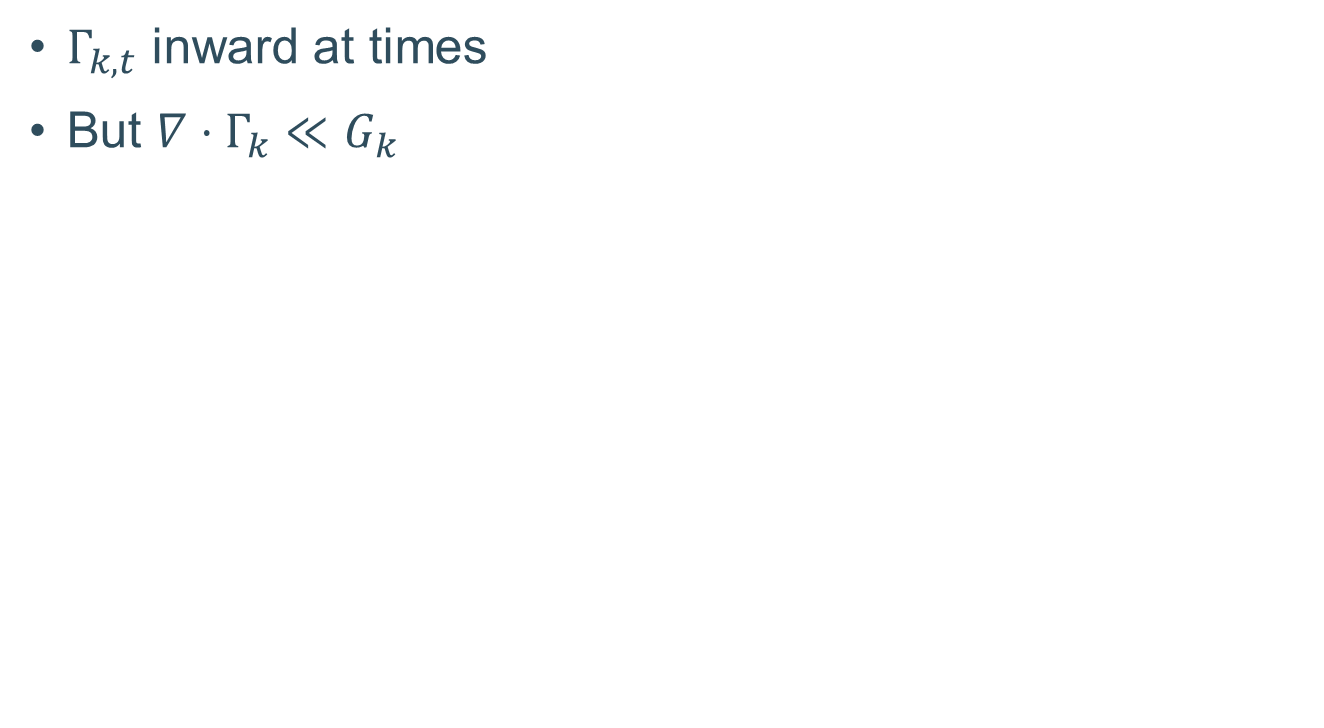 • Γ_{k,t} inward at times
• But ∇ · Γ_k ≪ G_k